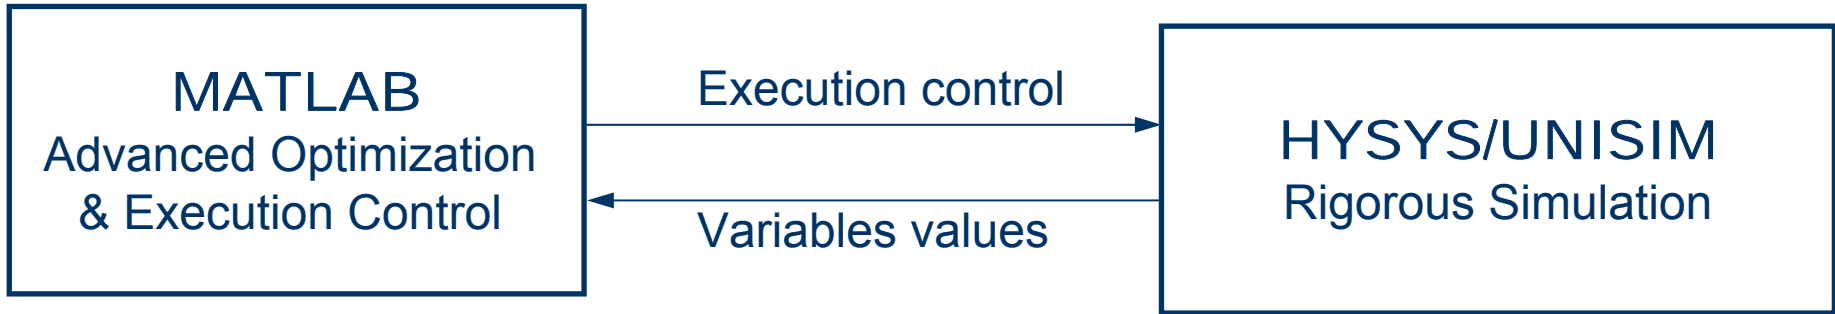 MATLAB
Advanced Optimization
& Execution Control
Execution control
Variables values
HYSYS/UNISIM
Rigorous Simulation